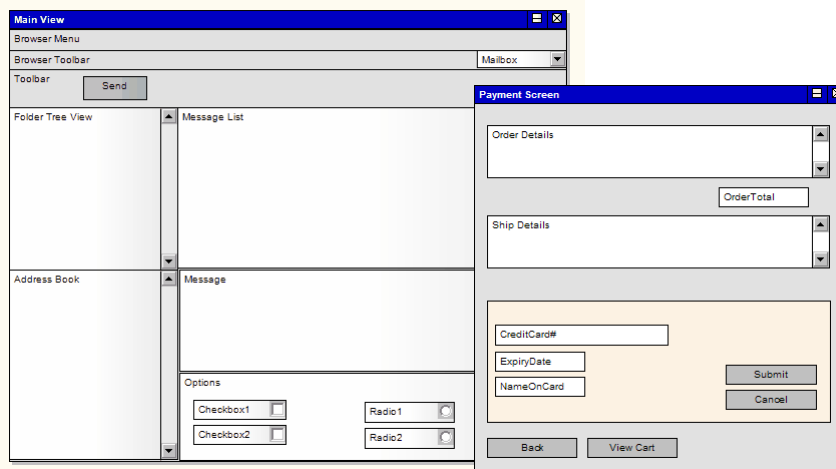 Main View
Browser Menu
Browser Toolbar
Mailbox
Toolbar
Send
Folder Tree View
Message List
Address Book
Message
Options
Checkbox1
Radio1
Checkbox2
Radio2
Payment Screen
Order Details
OrderTotal
Ship Details
CreditCard#
ExpiryDate
NameOnCard
Submit
Cancel
Back
View Cart